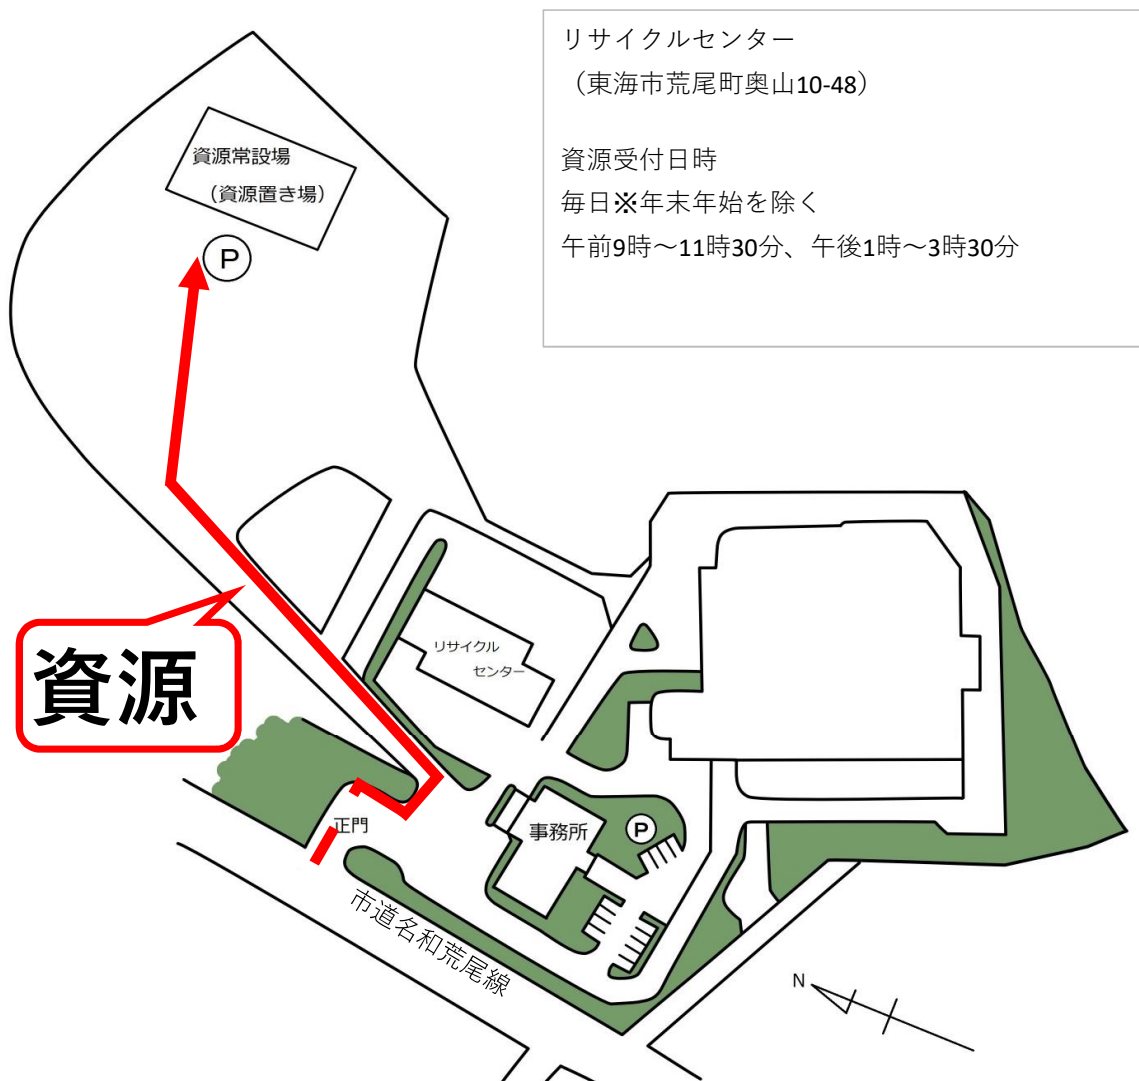 リサイクルセンター
（東海市荒尾町奥山10-48）
資源受付日時
毎日※年末年始を除く
午前9時～11時30分、午後1時～3時30分
資源常設場
（資源置き場）
P
リサイクル
センター
資源
正門
事務所
P
市道名和荒尾線
N